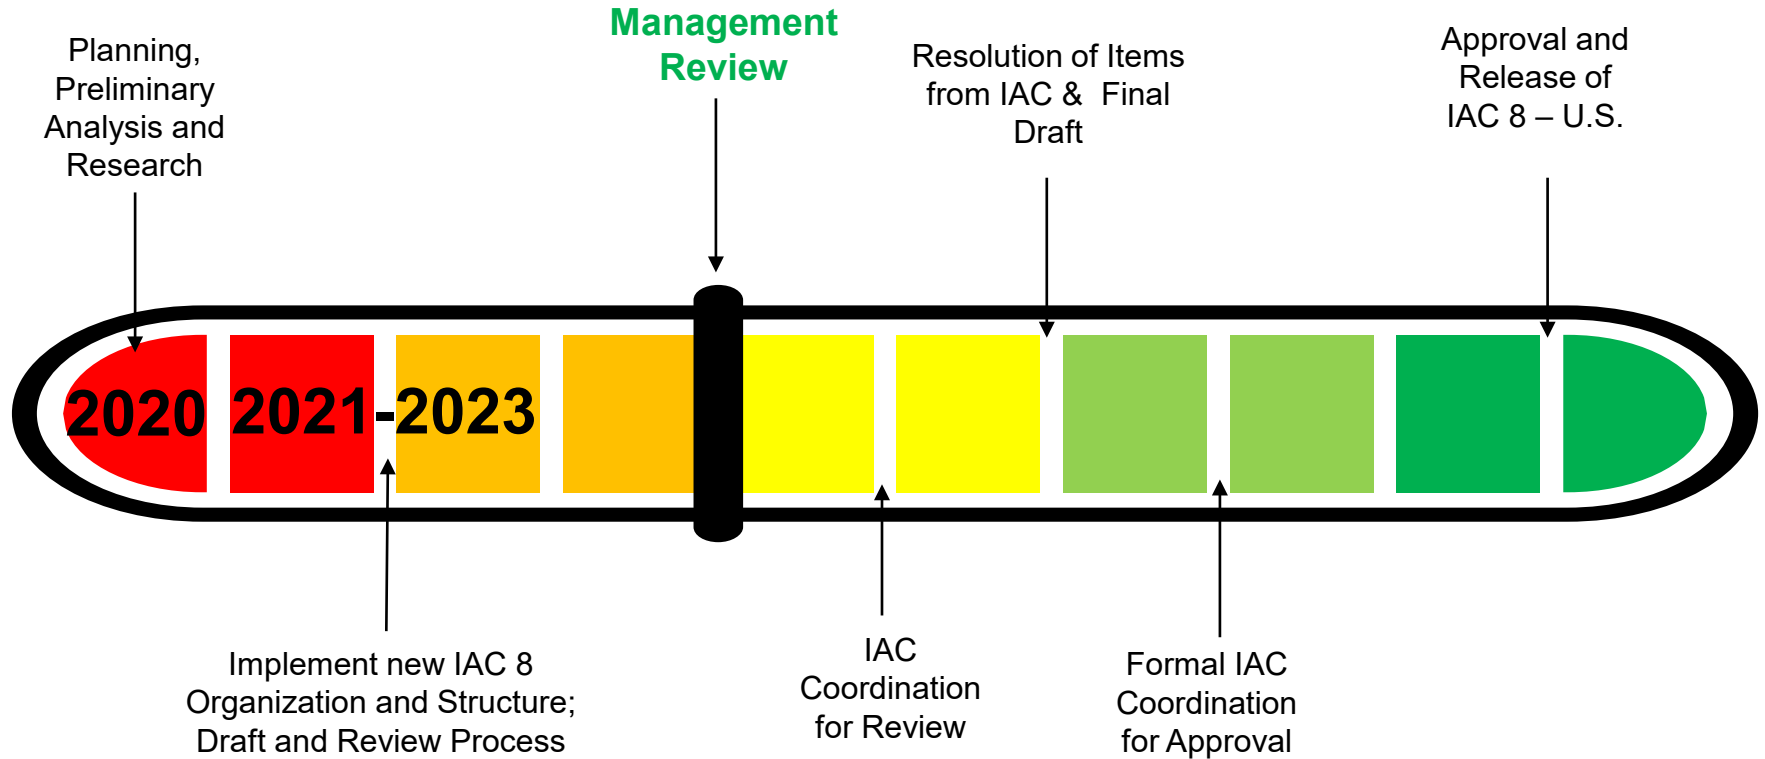 Planning,
Preliminary
Analysis and
Research
Management
Review
Resolution of Items
from IAC & Final
Draft
Approval and
Release of
IAC 8 – U.S.
2020 2021-2023
Implement new IAC 8
Organization and Structure;
Draft and Review Process
IAC
Coordination
for Review
Formal IAC
Coordination
for Approval